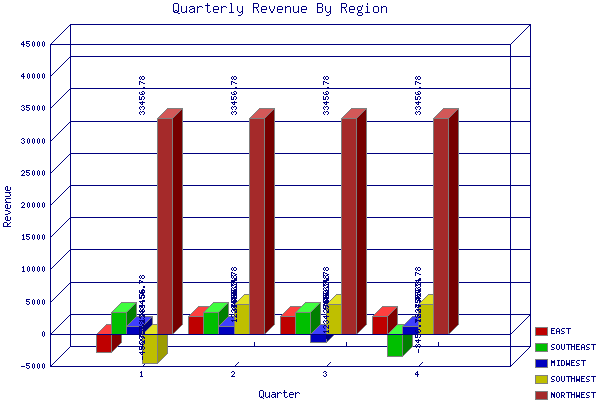 Quarterly Revenue By Region
45000
40000
35000
30000
25000
20000
15000
10000
5000
0
-5000
Revenue
33456.78
33456.78
33456.78
33456.78
1
2
3
4
Quarter
EAST
SOUTHEAST
MIDWEST
SOUTHWEST
NORTHWEST